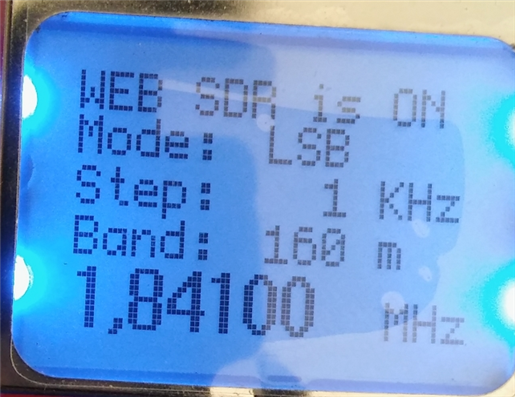 WEB SDR is ON
Mode: LSB
Step: 1 KHz
Band: 160 m
1,84100 MHz